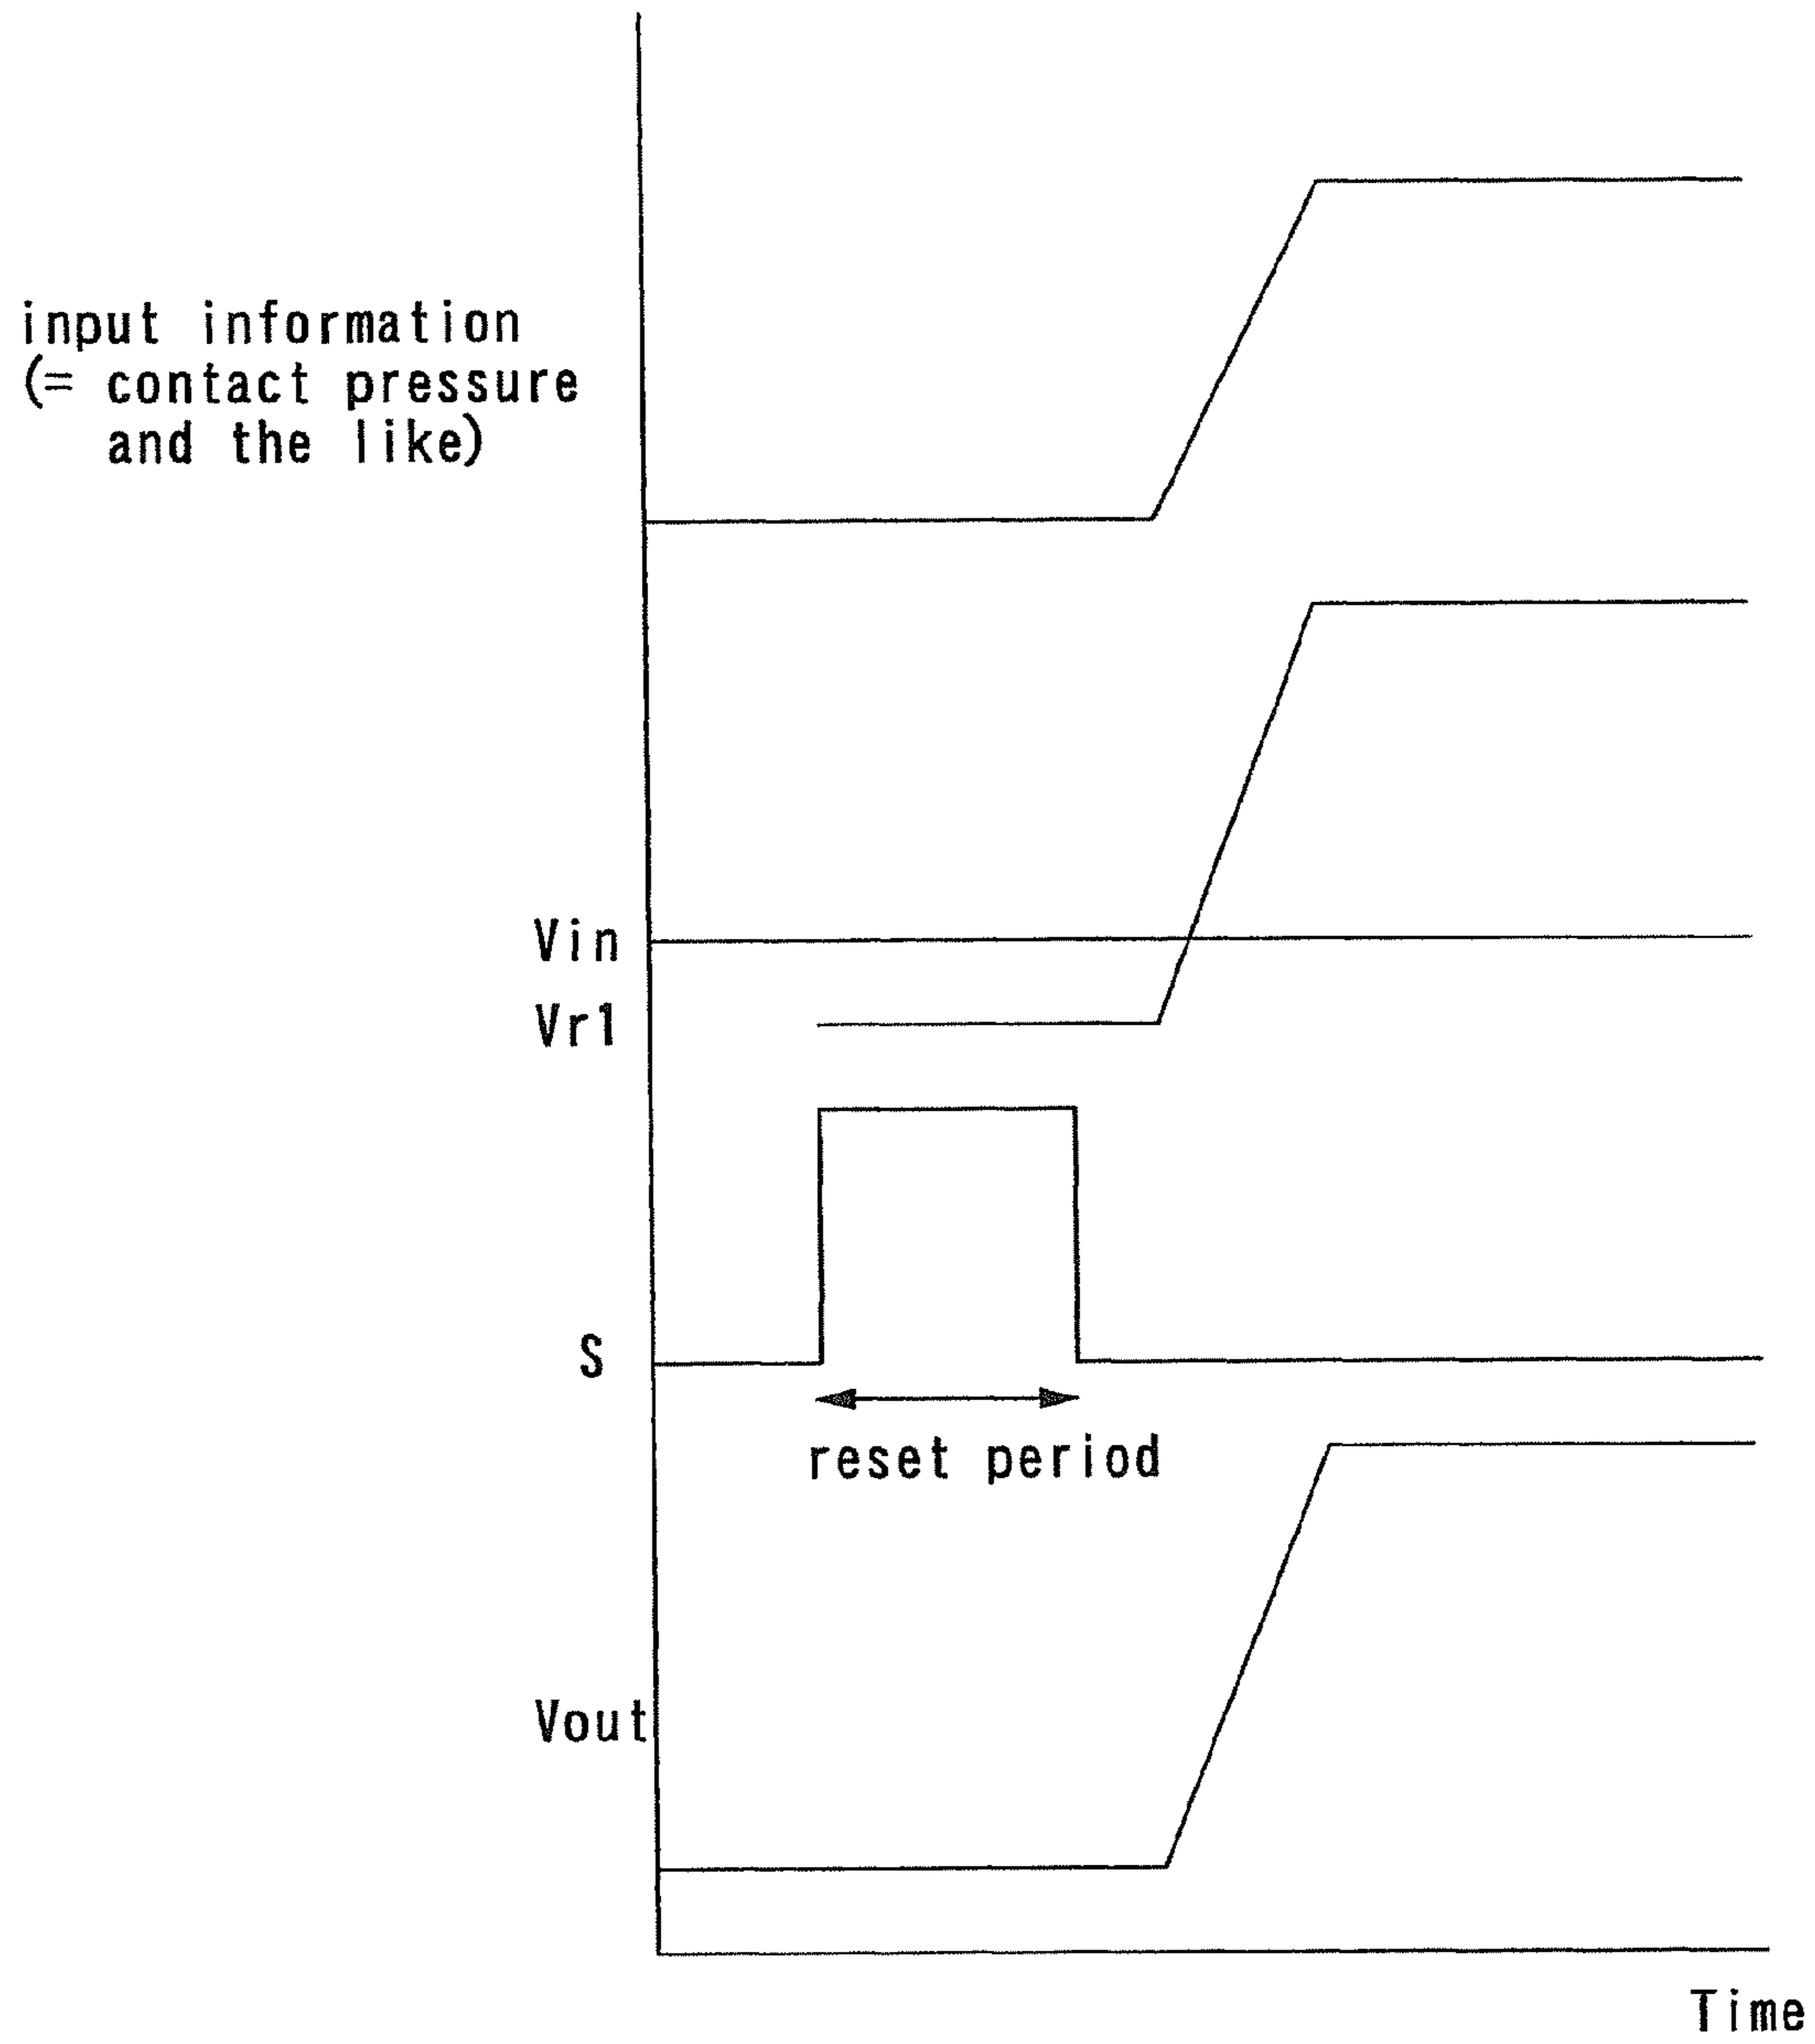 input information
(= contact pressure
and the like)
Vin
Vr1
S
reset period
Vout
Time